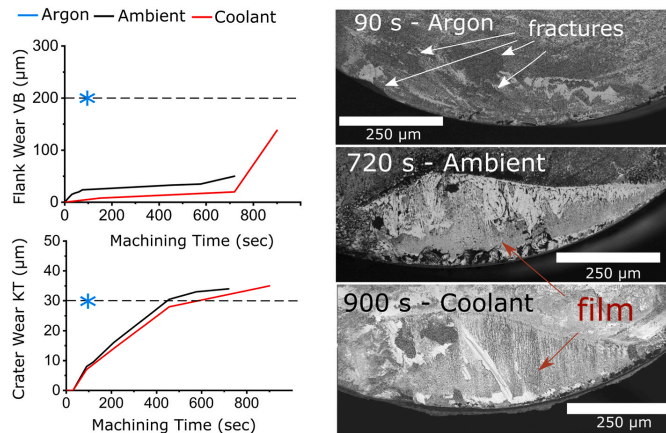 Argon Ambient Coolant
Flank Wear VB (µm)
300
200
100
0
0 200 400 600 800 1000
Machining Time (sec)
Crater Wear KT (µm)
50
40
30
20
10
0
0 200 400 600 800 1000
Machining Time (sec)
90 s - Argon
fractures
250 µm
720 s - Ambient
250 µm
film
900 s - Coolant
250 µm